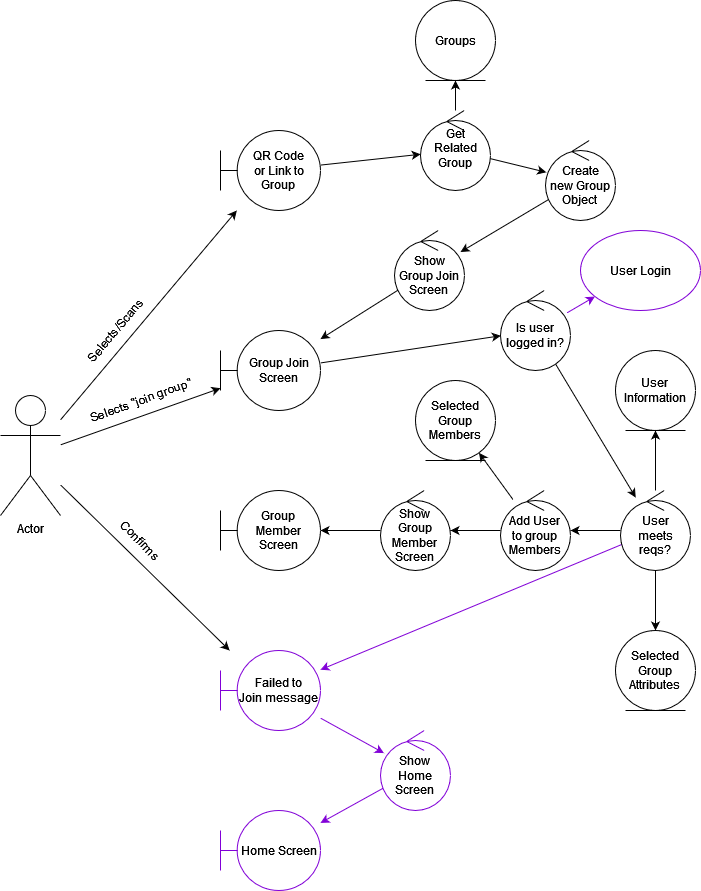 Groups
QR Code
or Link to
Group
Get
Related
Group
Create
new Group
Object
Show
Group Join
Screen
User Login
Selects/Scans
Is user
logged in?
Group Join
Screen
Selects "join group"
User
Information
Selected
Group
Members
Actor
Group
Member
Screen
Show
Group
Member
Screen
Add User
to group
Members
User
meets
reqs?
Confirms
Failed to
Join message
Selected
Group
Attributes
Show
Home
Screen
Home Screen